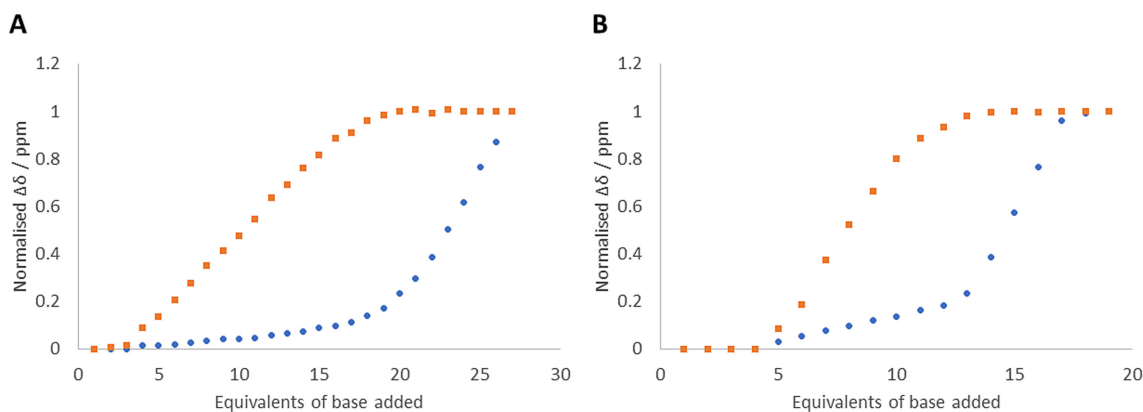 A
Normalised Δδ / ppm
1.2
1
0.8
0.6
0.4
0.2
0
0 5 10 15 20 25 30
Equivalents of base added
B
Normalised Δδ / ppm
1.2
1
0.8
0.6
0.4
0.2
0
0 5 10 15 20
Equivalents of base added